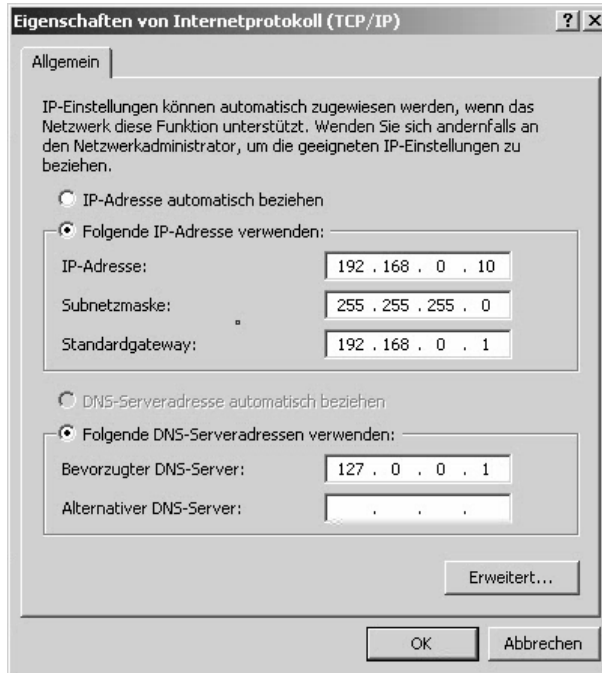 Eigenschaften von Internetprotokoll (TCP/IP)
Allgemein
IP-Einstellungen können automatisch zugewiesen werden, wenn das
Netzwerk diese Funktion unterstützt. Wenden Sie sich andernfalls an
den Netzwerkadministrator, um die geeigneten IP-Einstellungen zu
beziehen.
IP-Adresse automatisch beziehen
Folgende IP-Adresse verwenden:
IP-Adresse: 192 . 168 . 0 . 10
Subnetzmaske: 255 . 255 . 255 . 0
Standardgateway: 192 . 168 . 0 . 1
DNS-Serveradresse automatisch beziehen
Folgende DNS-Serveradressen verwenden:
Bevorzugter DNS-Server: 127 . 0 . 0 . 1
Alternativer DNS-Server: . . .
Erweitert...
OK Abbrechen